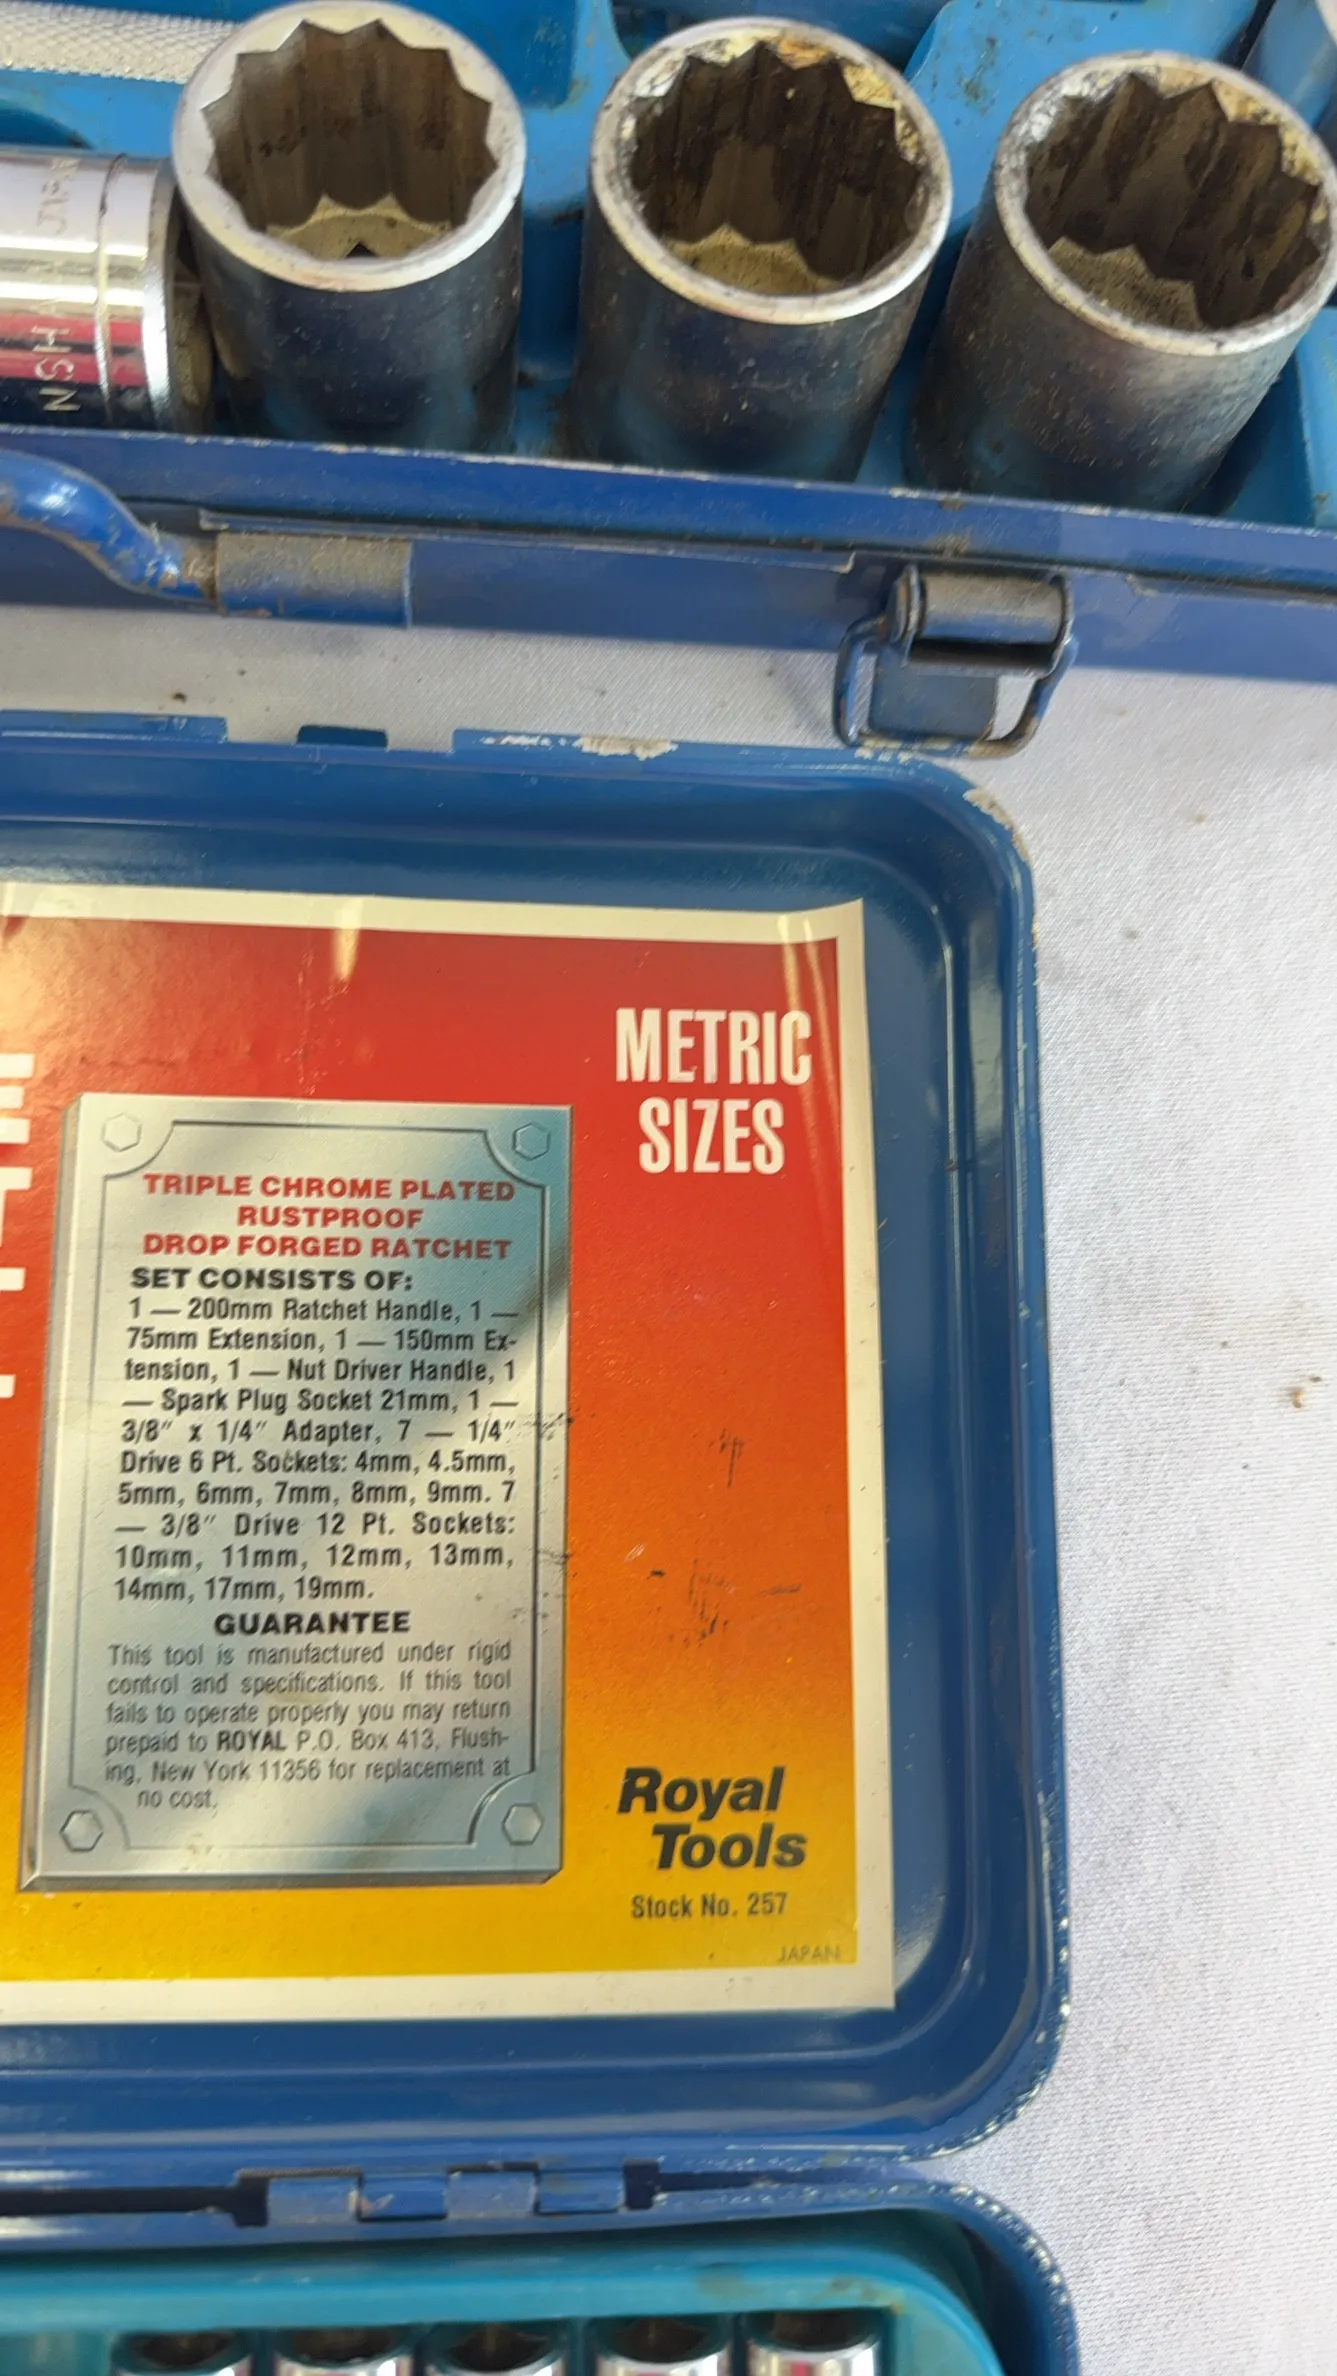 JAPA
NSH
METRIC
SIZES
TRIPLE CHROME PLATED
RUSTPROOF
DROP FORGED RATCHET
SET CONSISTS OF:
1 — 200mm Ratchet Handle, 1 —
75mm Extension, 1 — 150mm Ex-
tension, 1 — Nut Driver Handle, 1
— Spark Plug Socket 21mm, 1 —
3/8" x 1/4" Adapter, 7 — 1/4"
Drive 6 Pt. Sockets: 4mm, 4.5mm,
5mm, 6mm, 7mm, 8mm, 9mm. 7
— 3/8" Drive 12 Pt. Sockets:
10mm, 11mm, 12mm, 13mm,
14mm, 17mm, 19mm.
GUARANTEE
This tool is manufactured under rigid
control and specifications. If this tool
fails to operate properly you may return
prepaid to ROYAL P.O. Box 413, Flush-
ing, New York 11356 for replacement at
no cost.
Royal
Tools
Stock No. 257
JAPAN